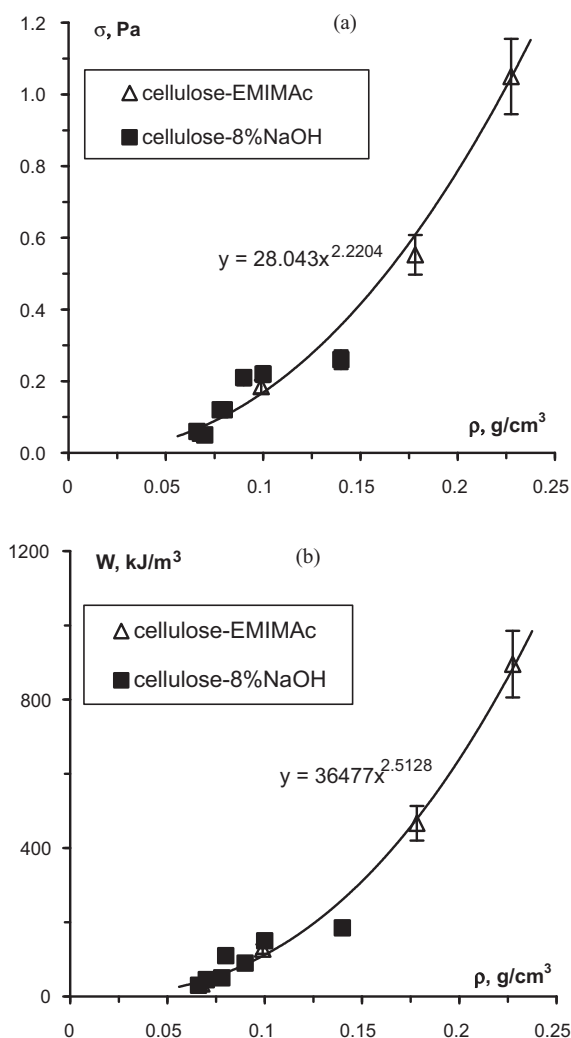 σ, Pa
(a)
1.2
1.0
0.8
0.6
0.4
0.2
0.0
cellulose-EMIMAc
cellulose-8%NaOH
y = 28.043x^2.2204
ρ, g/cm³
0 0.05 0.1 0.15 0.2 0.25
W, kJ/m³
(b)
1200
800
400
0
cellulose-EMIMAc
cellulose-8%NaOH
y = 36477x^2.5128
ρ, g/cm³
0 0.05 0.1 0.15 0.2 0.25